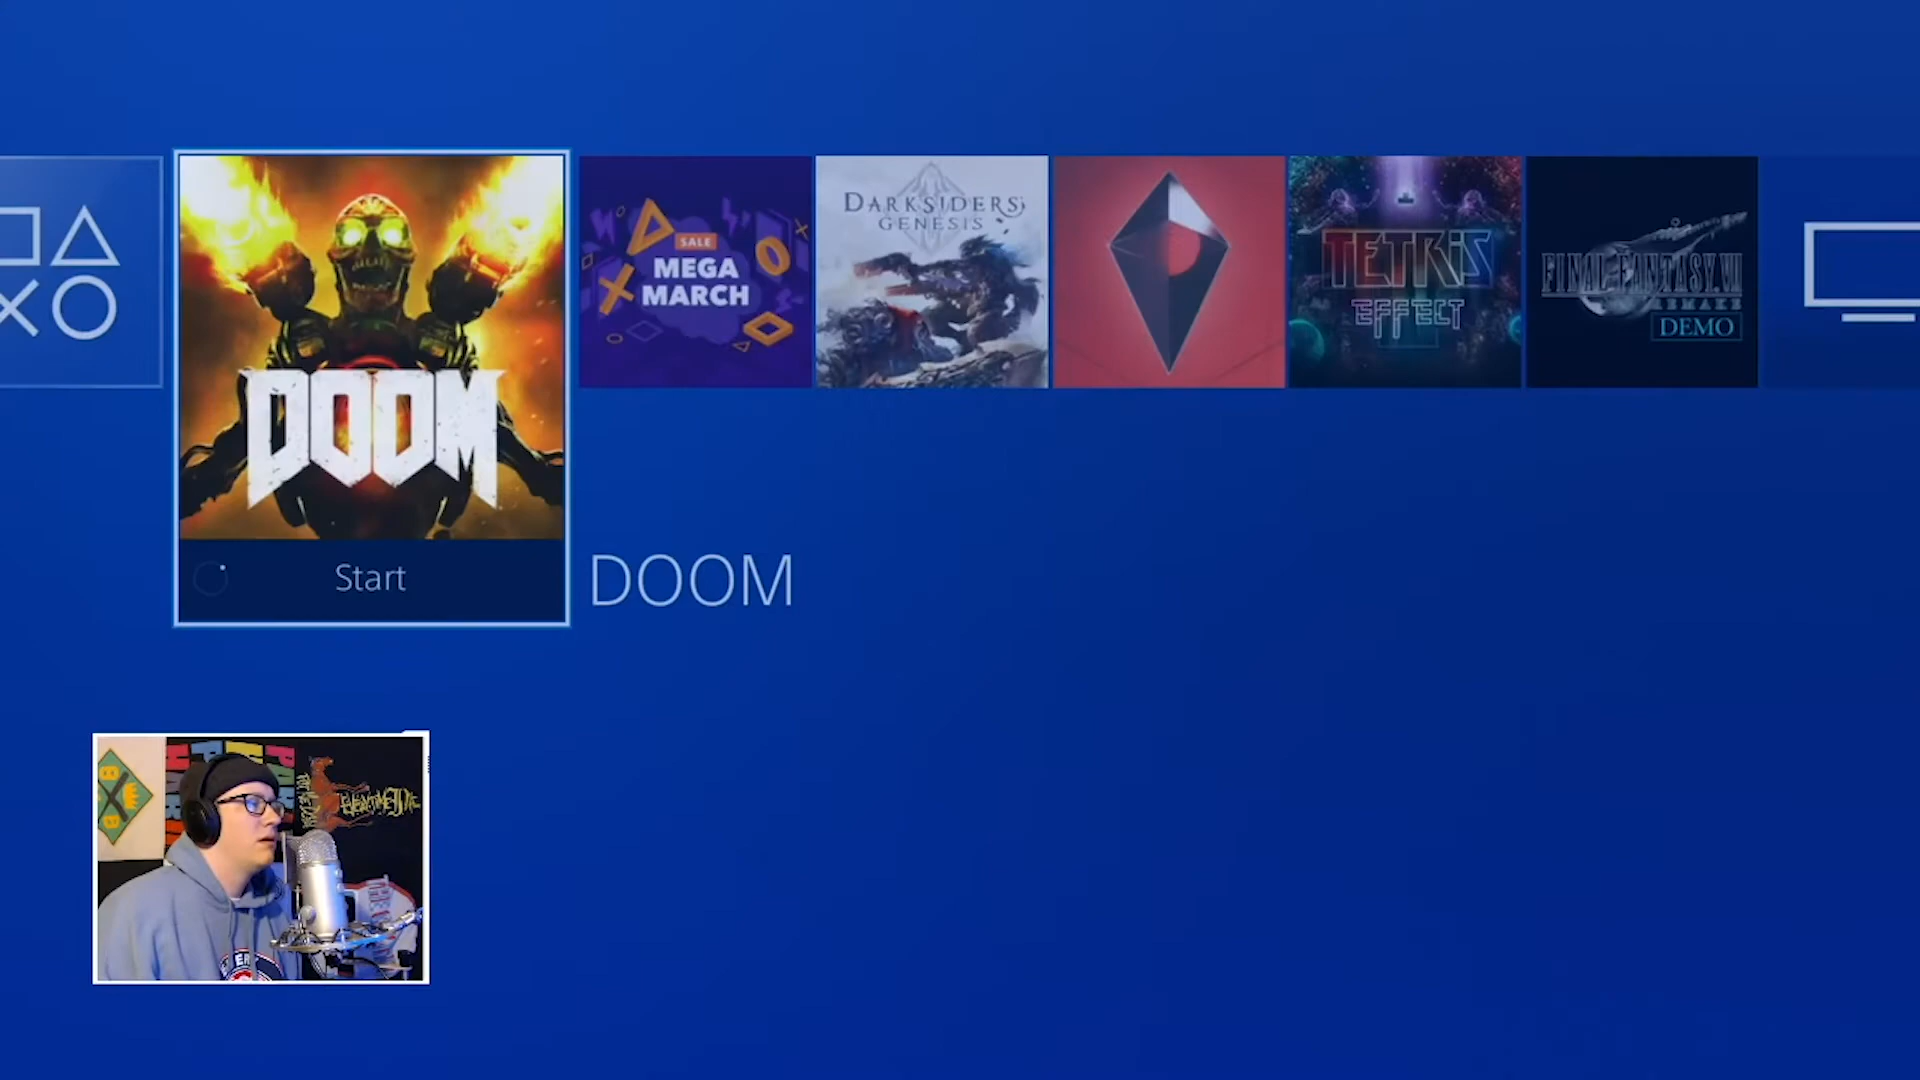 DOOM
Start
DOOM
SALE
MEGA
MARCH
DARKSIDERS
GENESIS
TETRIS
EFFECT
FINAL FANTASY VII
REMAKE
DEMO